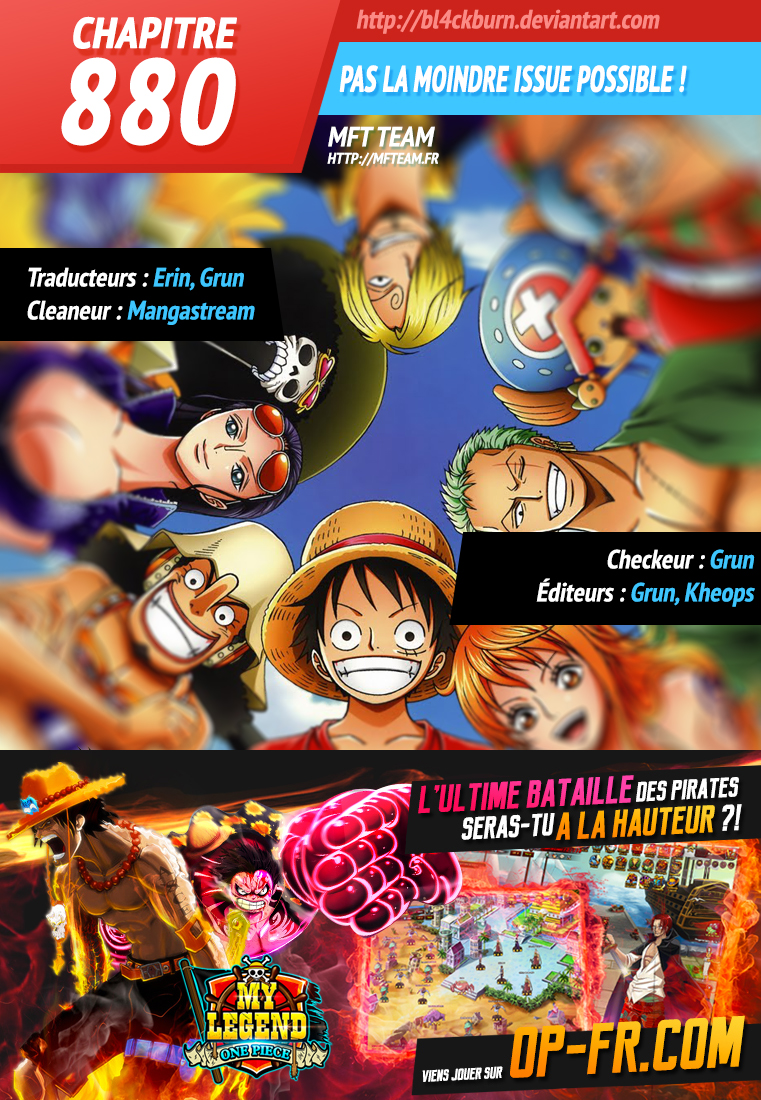 CHAPITRE
880
http://bl4ckburn.deviantart.com
PAS LA MOINDRE ISSUE POSSIBLE !
MFT TEAM
HTTP://MFTEAM.FR
Traducteurs : Erin, Grun
Cleaneur : Mangastream
Checkeur : Grun
Éditeurs : Grun, Kheops
L'ULTIME BATAILLE DES PIRATES
SERAS-TU A LA HAUTEUR ?!
MY
LEGEND
ONE PIECE
VIENS JOUER SUR OP-FR.COM